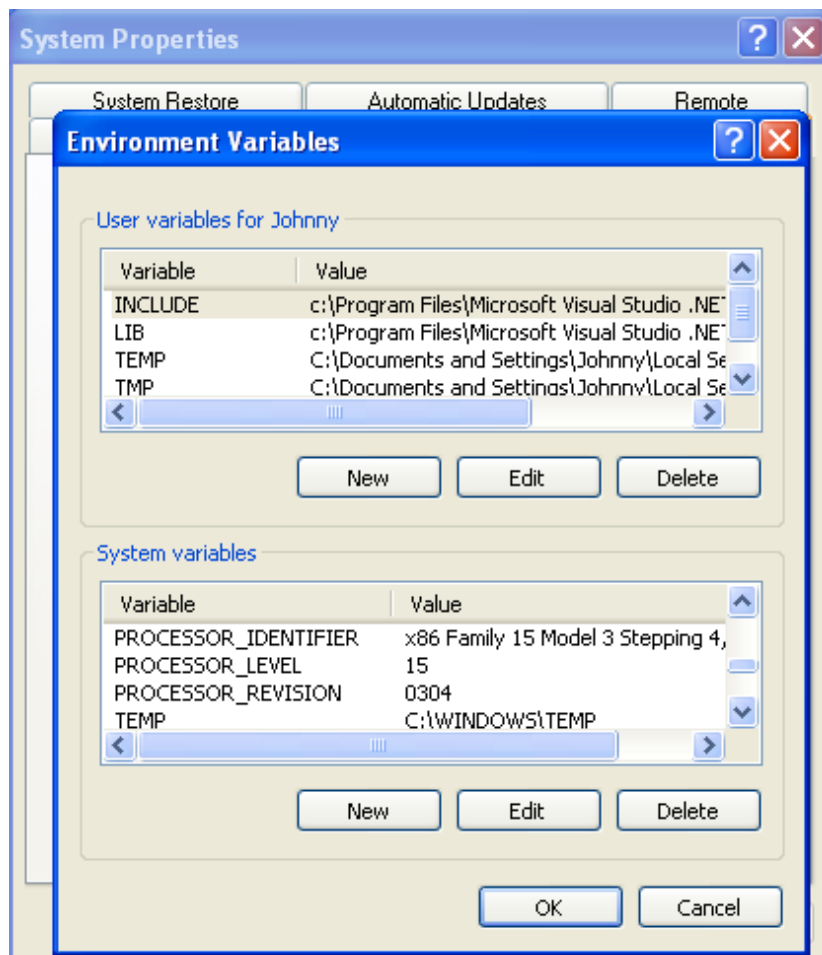 System Properties
System Restore Automatic Updates Remote
Environment Variables
User variables for Johnny
Variable Value
INCLUDE c:\Program Files\Microsoft Visual Studio .NET
LIB c:\Program Files\Microsoft Visual Studio .NET
TEMP C:\Documents and Settings\Johnny\Local Se
TMP C:\Documents and Settings\Johnny\Local Se
New Edit Delete
System variables
Variable Value
PROCESSOR_IDENTIFIER x86 Family 15 Model 3 Stepping 4,
PROCESSOR_LEVEL 15
PROCESSOR_REVISION 0304
TEMP C:\WINDOWS\TEMP
New Edit Delete
OK Cancel